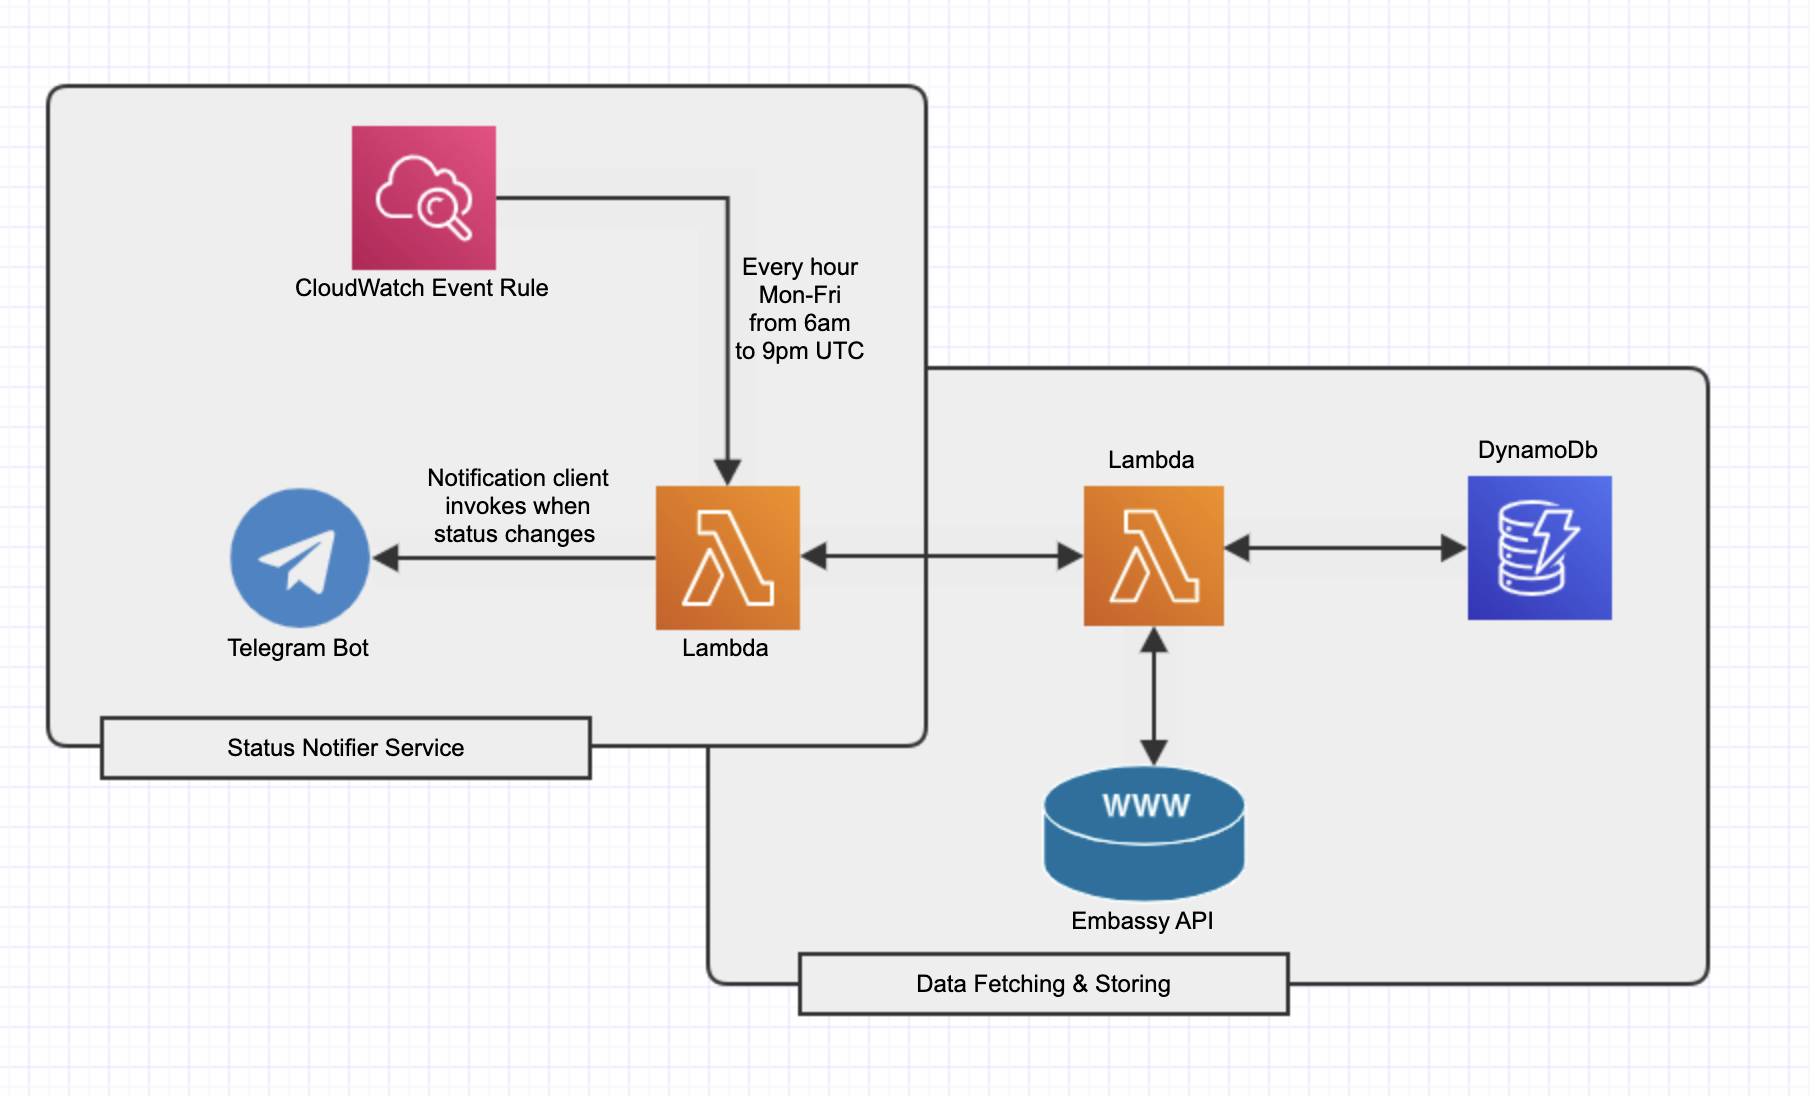 CloudWatch Event Rule
Every hour
Mon-Fri
from 6am
to 9pm UTC
Notification client
invokes when
status changes
Telegram Bot
Lambda
Status Notifier Service
Lambda
DynamoDb
WWW
Embassy API
Data Fetching & Storing